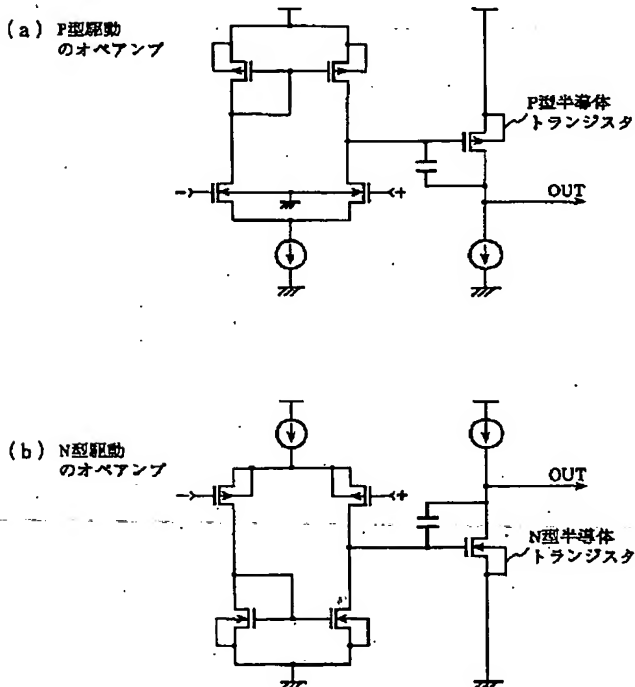 (a) P型駆動
のオペアンプ
P型半導体
トランジスタ
- +
OUT
(b) N型駆動
のオペアンプ
- +
OUT
N型半導体
トランジスタ